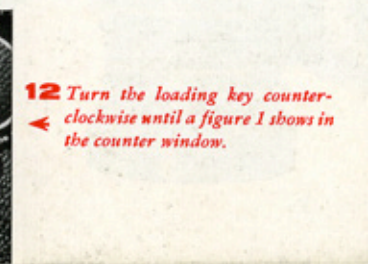 12 Turn the loading key counter-
clockwise until a figure 1 shows in
the counter window.